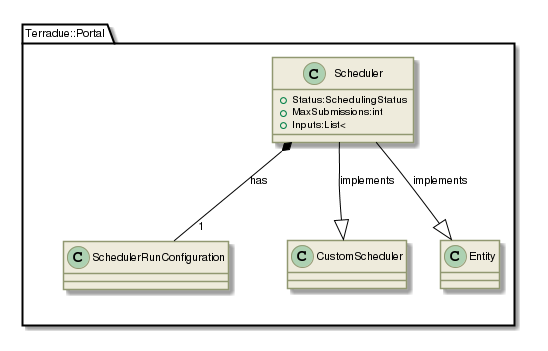 Terradue::Portal
C Scheduler
Status:SchedulingStatus
MaxSubmissions:int
Inputs:List<
has
implements
implements
1
C SchedulerRunConfiguration
C CustomScheduler
C Entity